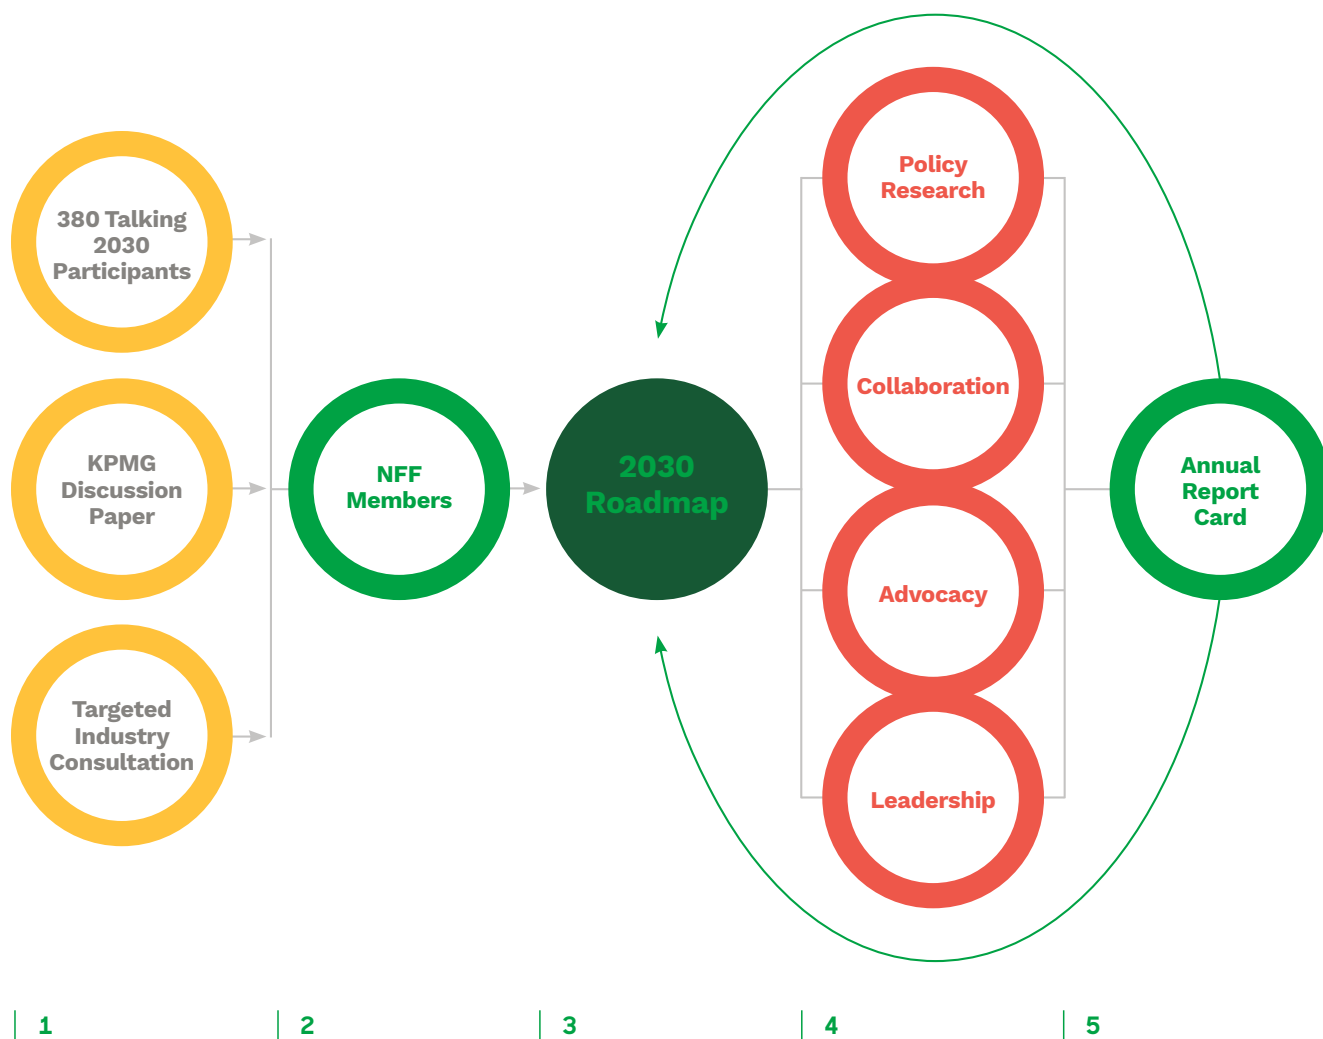 380 Talking
2030
Participants
KPMG
Discussion
Paper
Targeted
Industry
Consultation
NFF
Members
2030
Roadmap
Policy
Research
Collaboration
Advocacy
Leadership
Annual
Report
Card
1
2
3
4
5